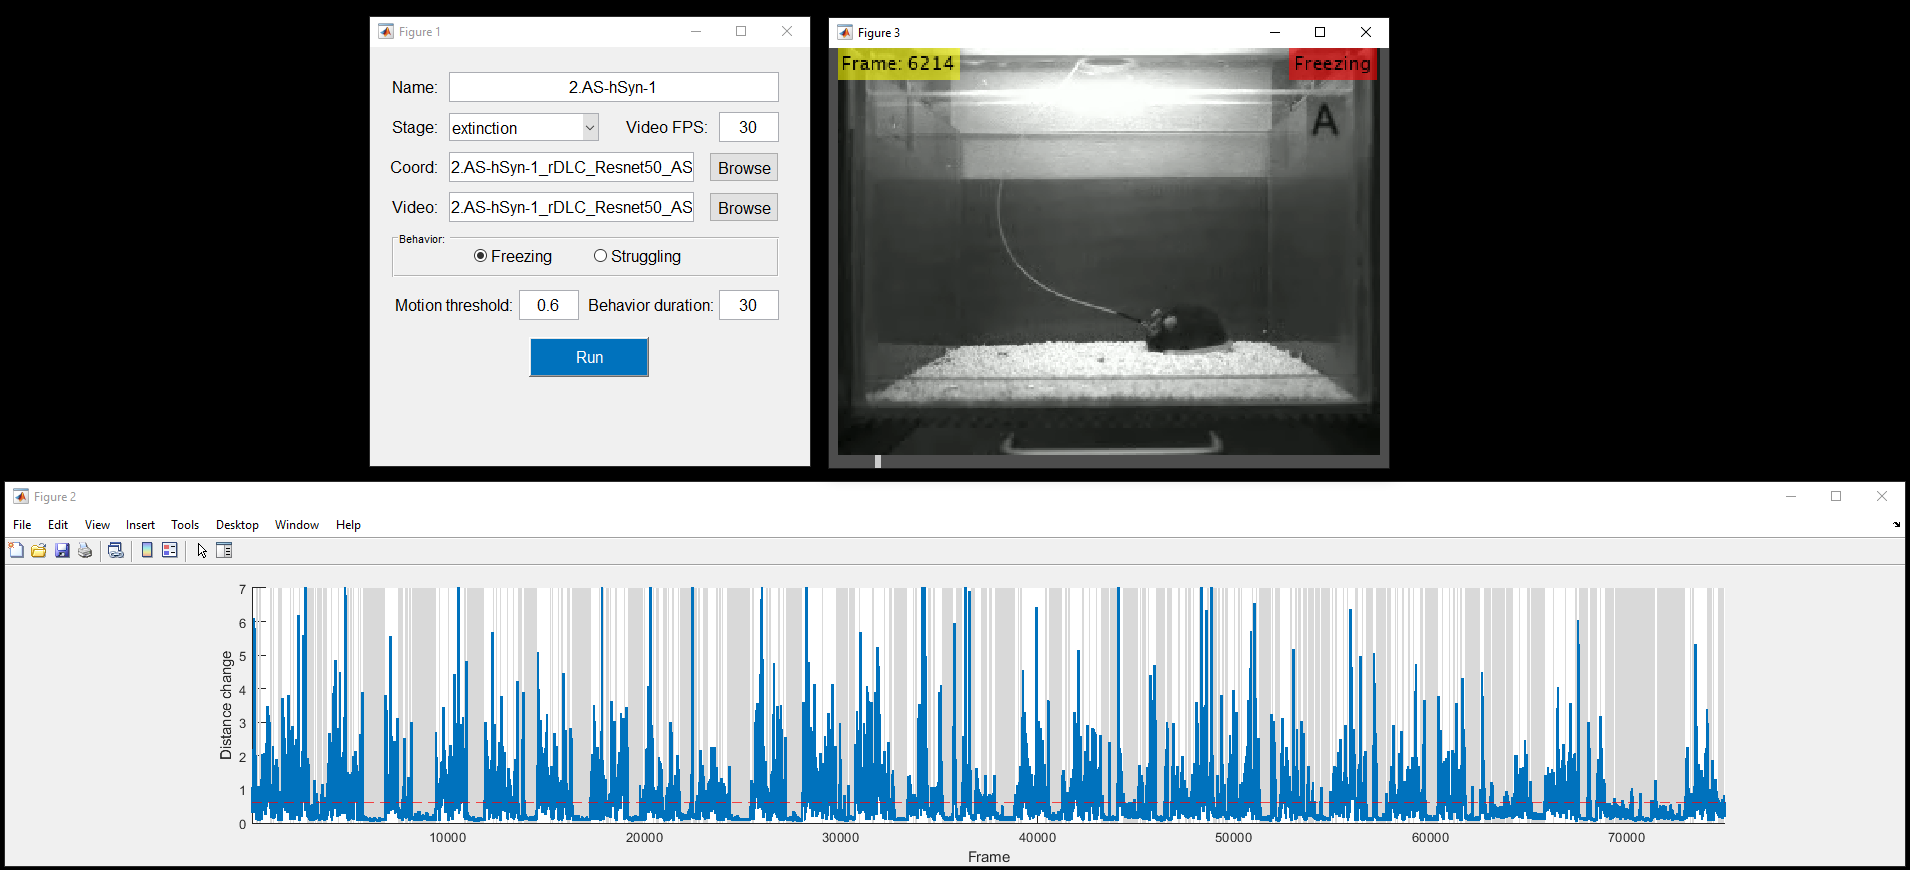 Figure 1
Name: 2.AS-hSyn-1
Stage: extinction Video FPS: 30
Coord: 2.AS-hSyn-1_rDLC_Resnet50_AS Browse
Video: 2.AS-hSyn-1_rDLC_Resnet50_AS Browse
Behavior:
Freezing Struggling
Motion threshold: 0.6 Behavior duration: 30
Run
Figure 3
Frame: 6214 Freezing
A
Figure 2
File Edit View Insert Tools Desktop Window Help
7
6
5
4
3
2
1
0
Distance change
10000 20000 30000 40000 50000 60000 70000
Frame